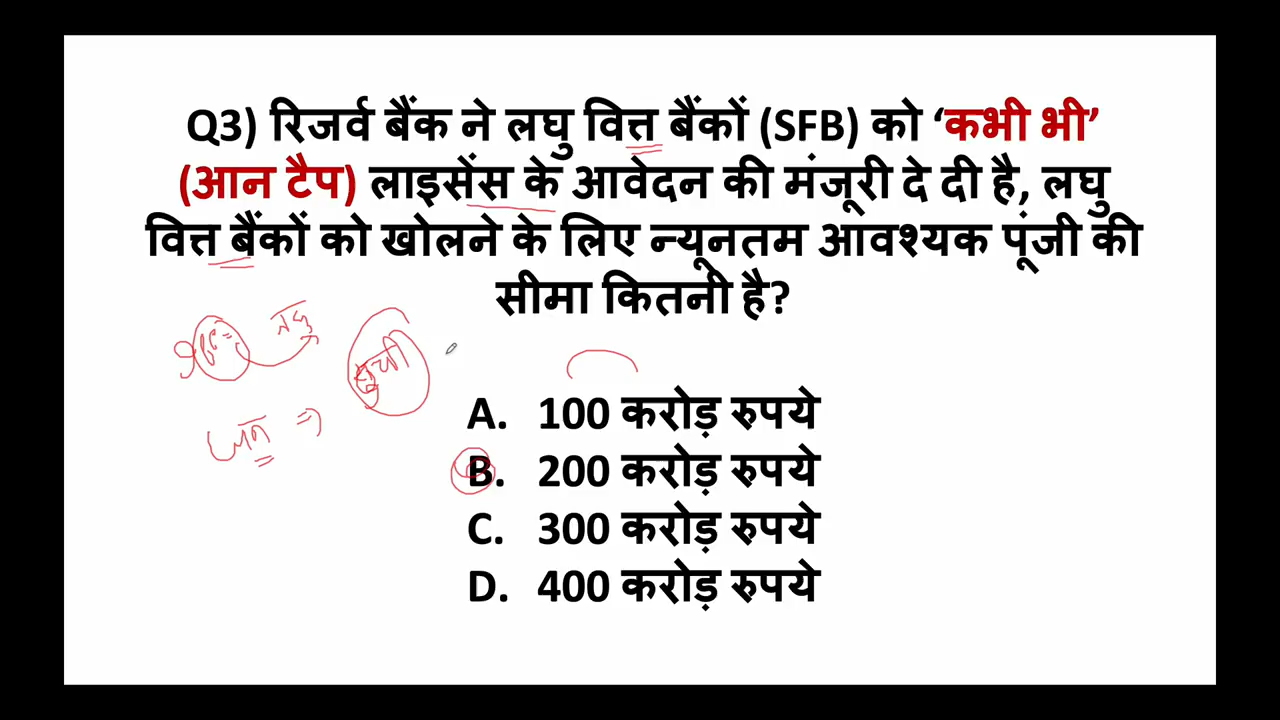 Q3) रिजर्व बैंक ने लघु वित्त बैंकों (SFB) को ‘कभी भी’
(आन टैप) लाइसेंस के आवेदन की मंजूरी दे दी है, लघु
वित्त बैंकों को खोलने के लिए न्यूनतम आवश्यक पूंजी की
सीमा कितनी है?
A. 100 करोड़ रुपये
B. 200 करोड़ रुपये
C. 300 करोड़ रुपये
D. 400 करोड़ रुपये